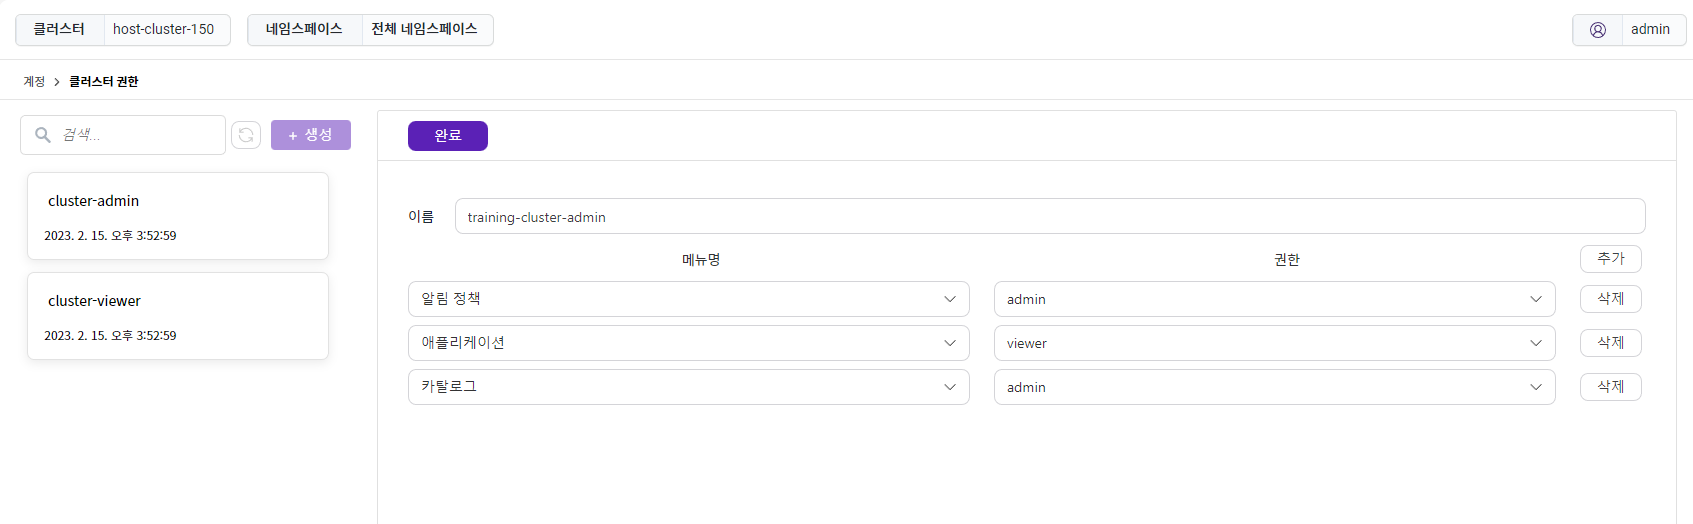 클러스터 host-cluster-150 네임스페이스 전체 네임스페이스 admin
계정 > 클러스터 권한
검색...
+ 생성
cluster-admin
2023. 2. 15. 오후 3:52:59
cluster-viewer
2023. 2. 15. 오후 3:52:59
완료
이름 training-cluster-admin
메뉴명 권한 추가
알림 정책 admin 삭제
애플리케이션 viewer 삭제
카탈로그 admin 삭제